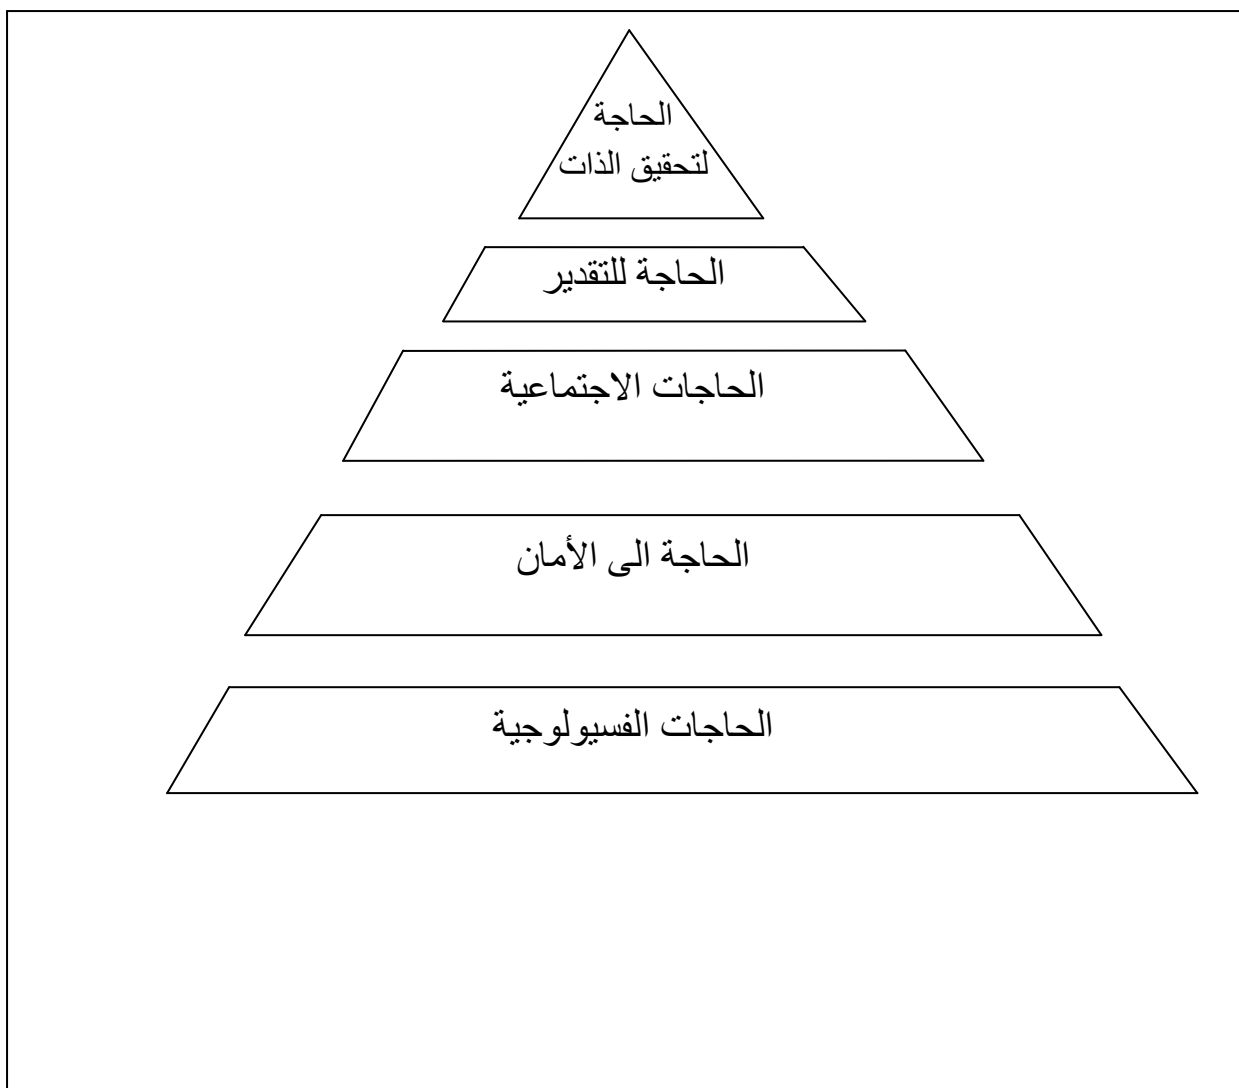 الحاجة
لتحقيق الذات
الحاجة للتقدير
الحاجات الاجتماعية
الحاجة الى الأمان
الحاجات الفسيولوجية